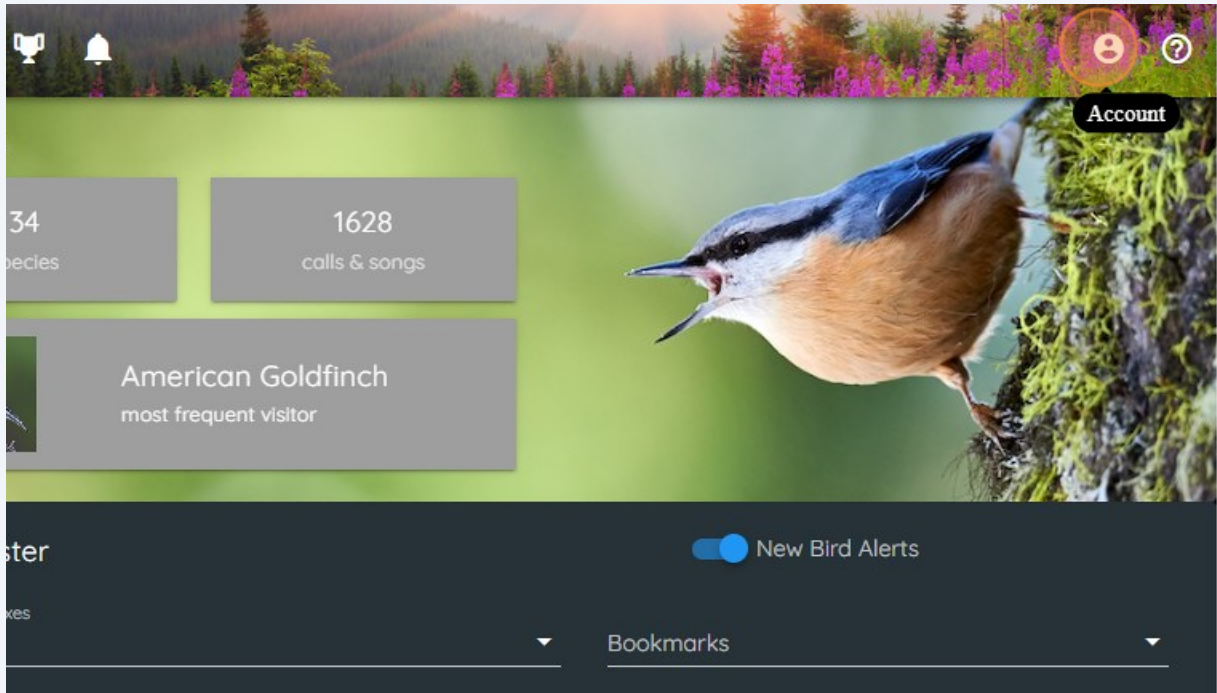 Account
34
1628
calls & songs
American Goldfinch
most frequent visitor
New Bird Alerts
Bookmarks